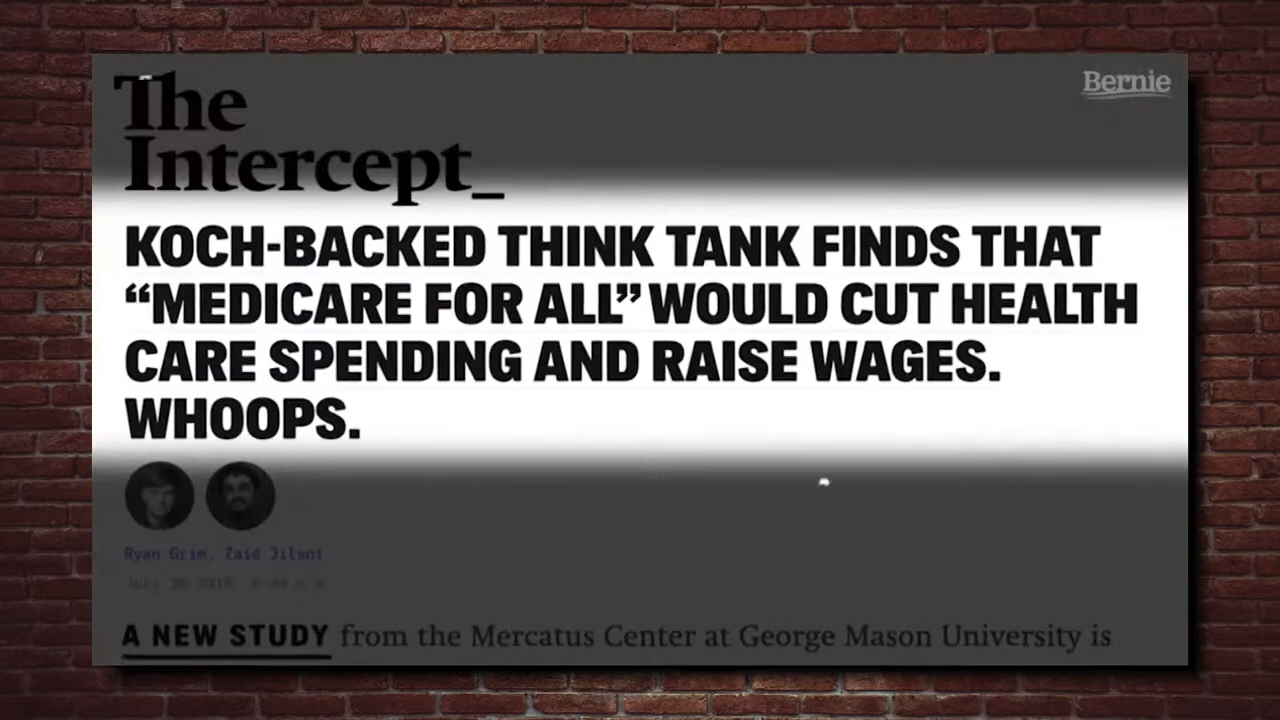 The
Intercept_
Bernie
KOCH-BACKED THINK TANK FINDS THAT
“MEDICARE FOR ALL” WOULD CUT HEALTH
CARE SPENDING AND RAISE WAGES.
WHOOPS.
Ryan Grim, Zaid Jilani
A NEW STUDY from the Mercatus Center at George Mason University is